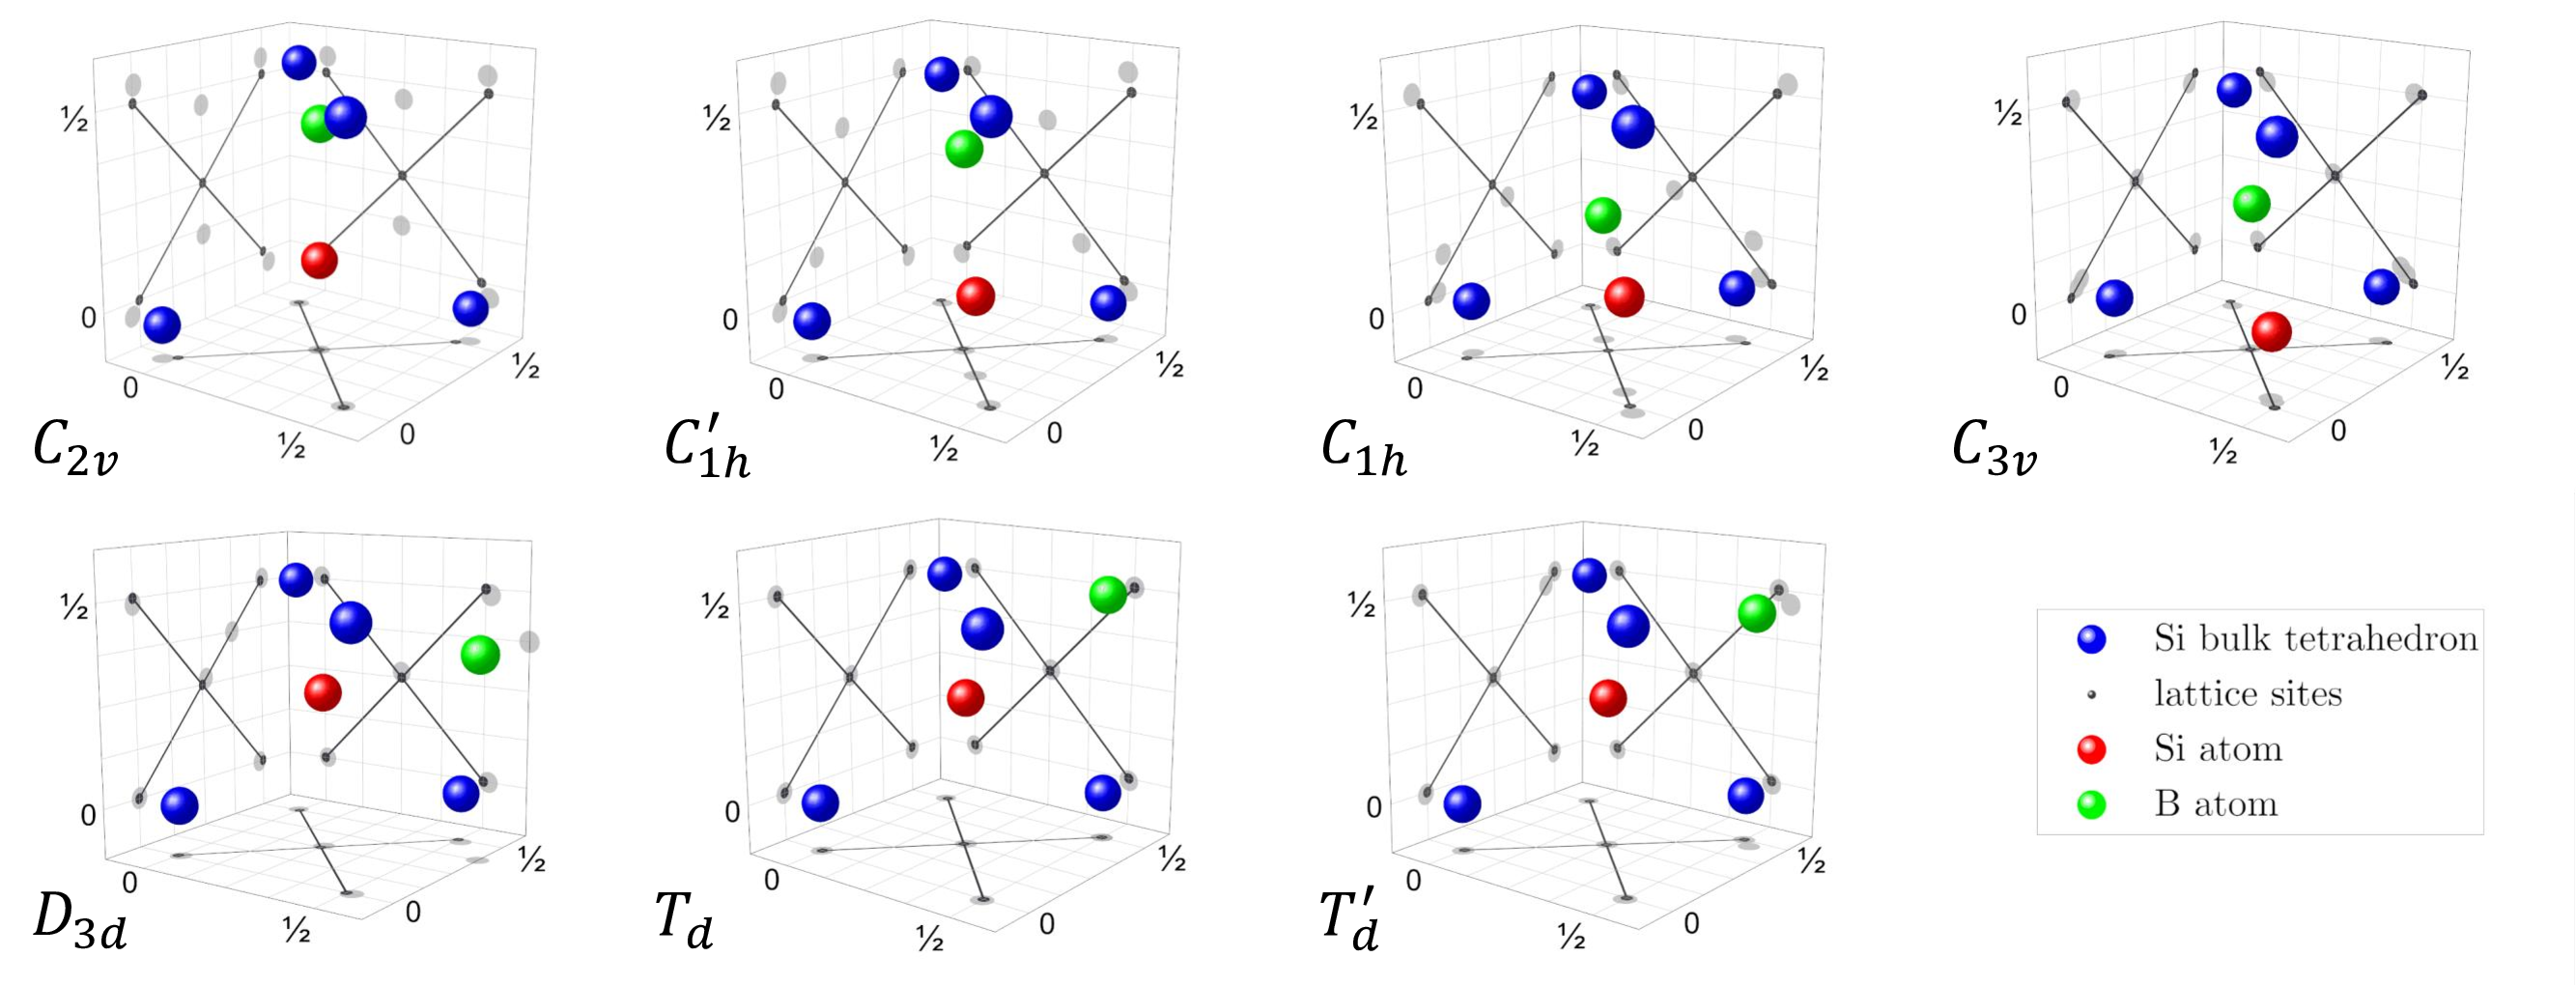 ½ ½ ½ ½
0 0 0 0
½ ½ ½ ½
0 0 0 0
½ 0 ½ 0 ½ 0 ½ 0
C₂ᵥ C′₁ₕ C₁ₕ C₃ᵥ
½ ½ ½
0 0 0
½ ½ ½
0 0 0
½ 0 ½ 0 ½ 0
D₃d T_d T′_d
Si bulk tetrahedron
lattice sites
Si atom
B atom